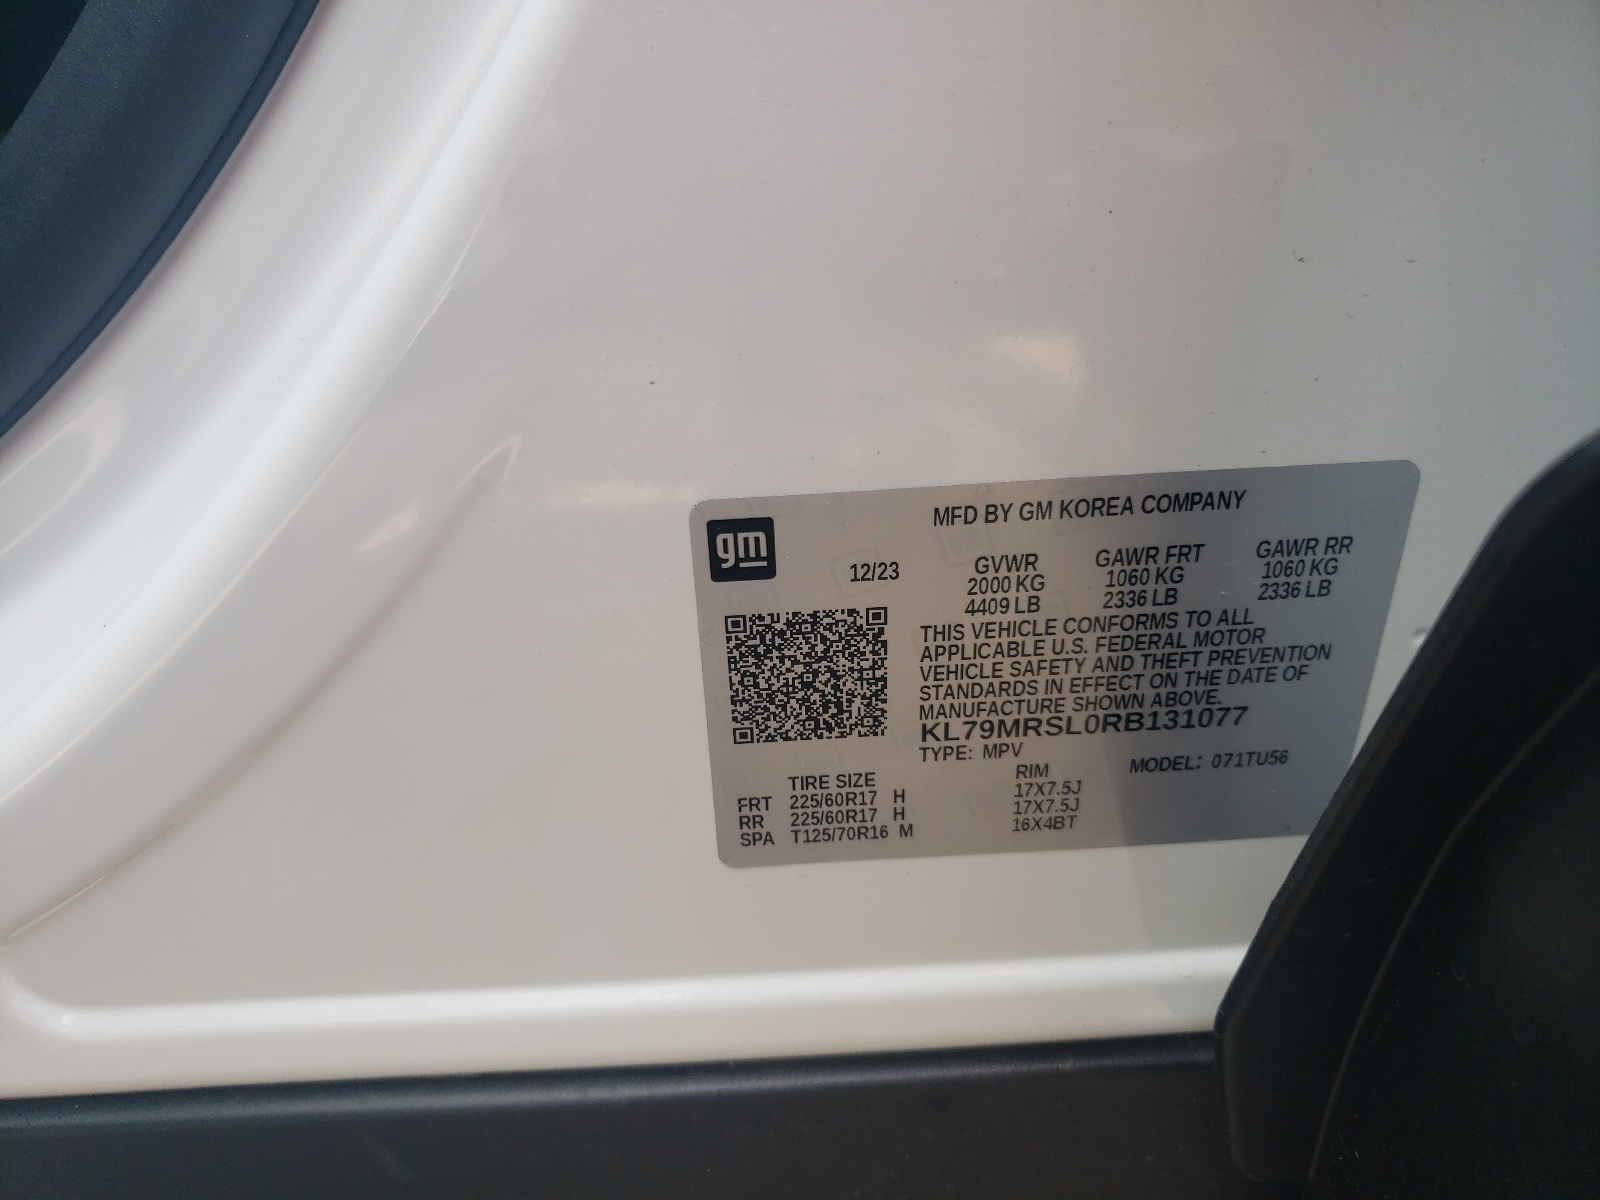 gm
MFD BY GM KOREA COMPANY
12/23
GVWR GAWR FRT GAWR RR
2000 KG 1060 KG 1060 KG
4409 LB 2336 LB 2336 LB
THIS VEHICLE CONFORMS TO ALL
APPLICABLE U.S. FEDERAL MOTOR
VEHICLE SAFETY AND THEFT PREVENTION
STANDARDS IN EFFECT ON THE DATE OF
MANUFACTURE SHOWN ABOVE.
KL79MRSL0RB131077
TYPE: MPV MODEL: 071TU56
TIRE SIZE RIM
FRT 225/60R17 H 17X7.5J
RR 225/60R17 H 17X7.5J
SPA T125/70R16 M 16X4BT